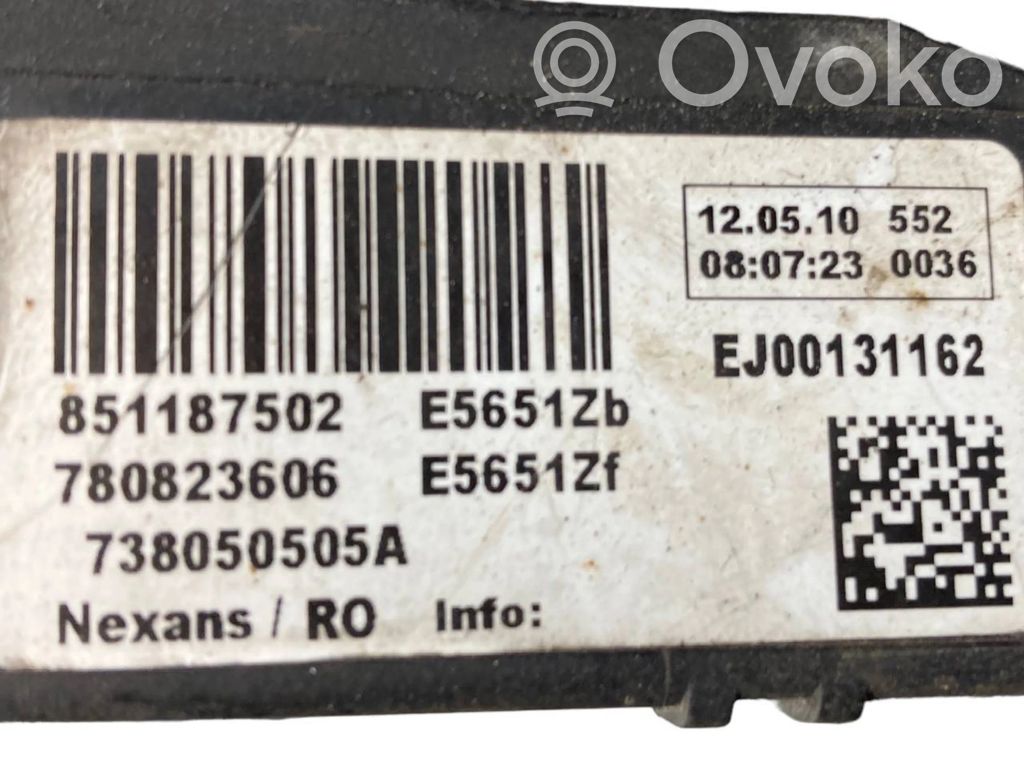 Ovoko
12.05.10 552
08:07:23 0036
EJ00131162
851187502 E5651Zb
780823606 E5651Zf
738050505A
Nexans / RO Info: